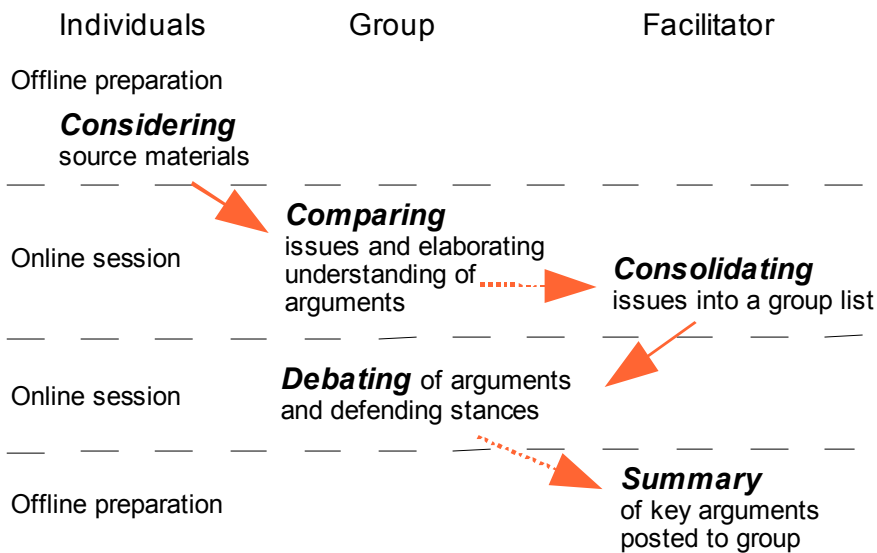 Individuals Group Facilitator
Offline preparation
Considering
source materials
Online session
Comparing
issues and elaborating
understanding of
arguments
Consolidating
issues into a group list
Online session
Debating of arguments
and defending stances
Offline preparation
Summary
of key arguments
posted to group